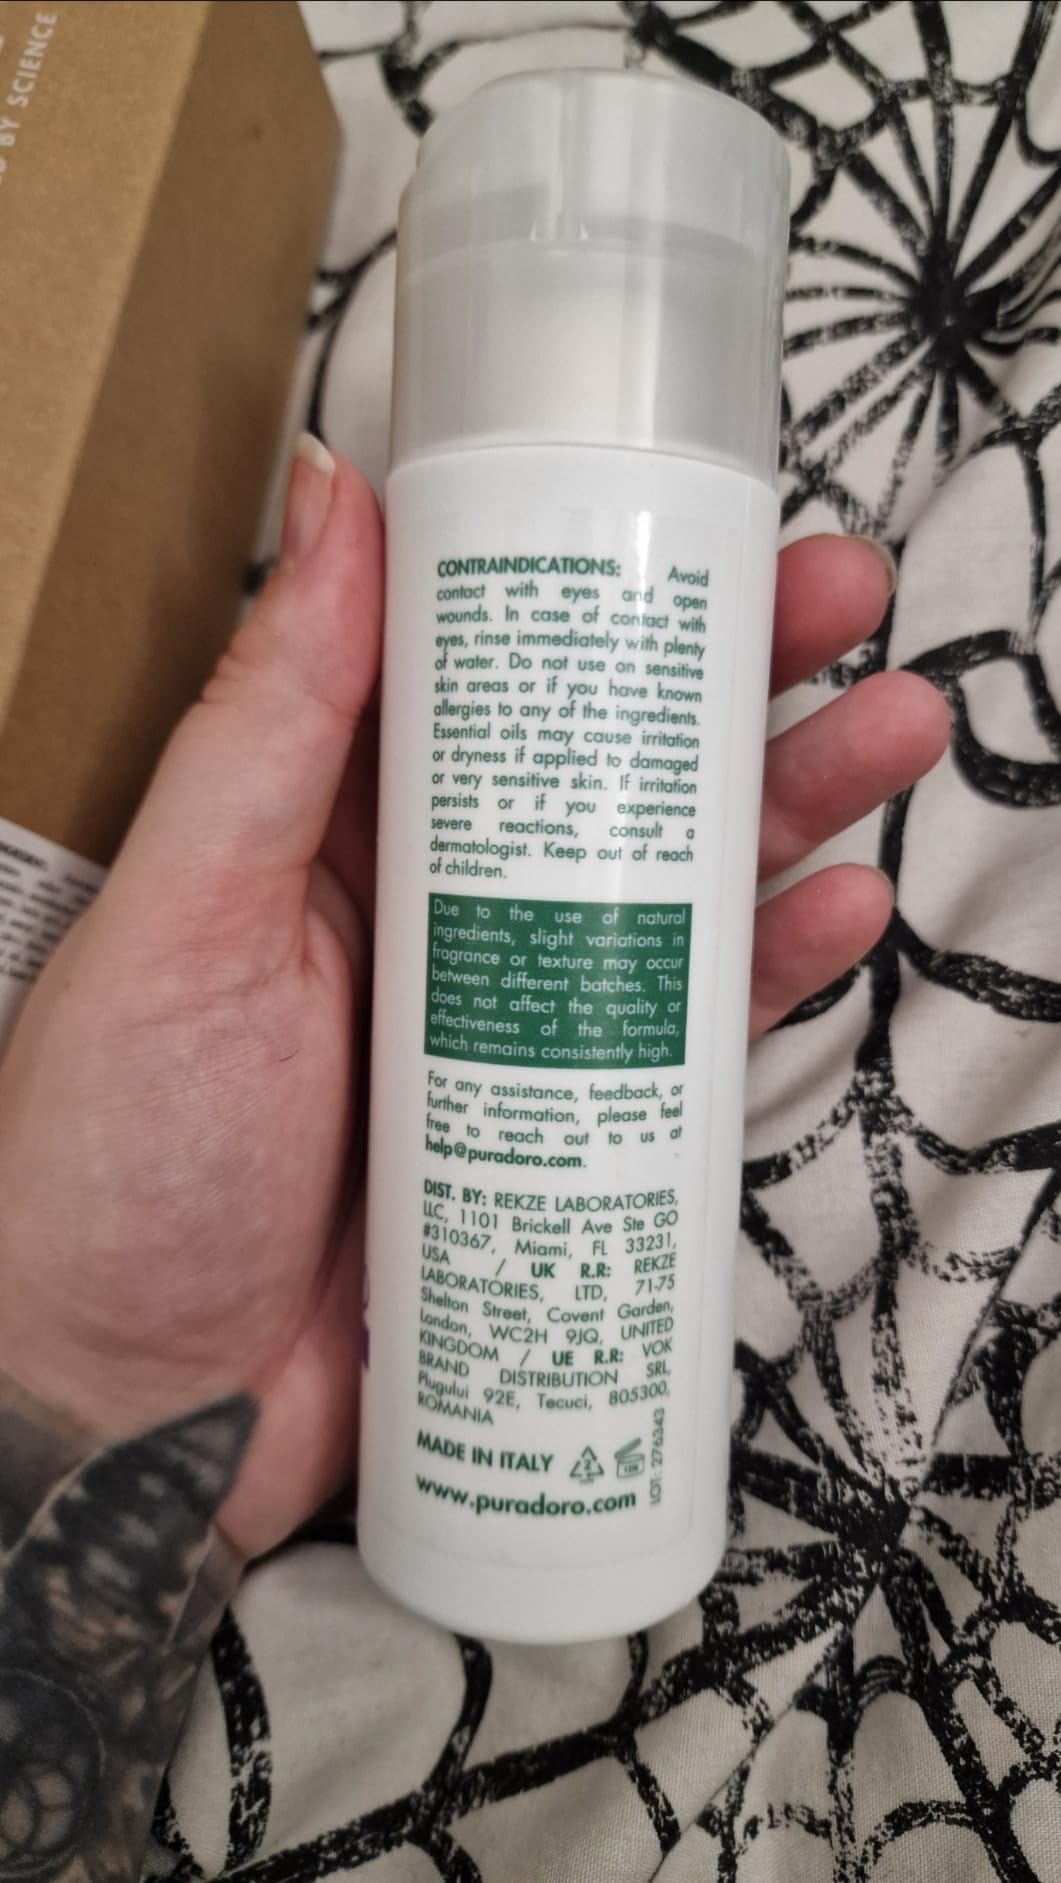 BY SCIENCE
CONTRAINDICATIONS: Avoid
contact with eyes and open
wounds. In case of contact with
eyes, rinse immediately with plenty
of water. Do not use on sensitive
skin areas or if you have known
allergies to any of the ingredients.
Essential oils may cause irritation
or dryness if applied to damaged
or very sensitive skin. If irritation
persists or if you experience
severe reactions, consult a
dermatologist. Keep out of reach
of children.
Due to the use of natural
ingredients, slight variations in
fragrance or texture may occur
between different batches. This
does not affect the quality or
effectiveness of the formula,
which remains consistently high.
For any assistance, feedback, or
further information, please feel
free to reach out to us at
help@puradoro.com.
DIST. BY: REKZE LABORATORIES,
LLC, 1101 Brickell Ave Ste GO
#310367, Miami, FL 33231,
USA / UK R.R: REKZE
LABORATORIES, LTD, 71-75
Shelton Street, Covent Garden,
London, WC2H 9JQ, UNITED
KINGDOM / UE R.R: VOK
BRAND DISTRIBUTION SRL,
Plugului 92E, Tecuci, 805300,
ROMANIA
MADE IN ITALY
2
12M
LOT: 276343
www.puradoro.com